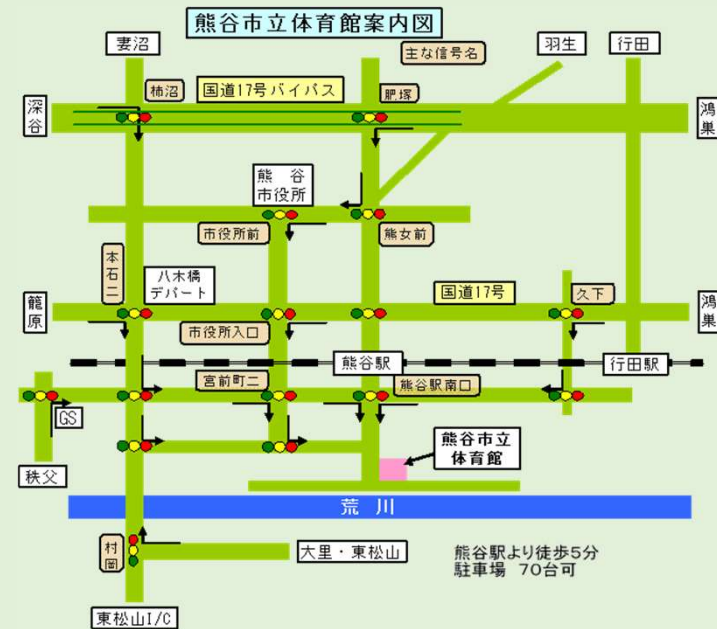 熊谷市立体育館案内図
妻沼
主な信号名
羽生
行田
柿沼
国道17号バイパス
肥塚
深谷
鴻巣
熊 谷
市役所
市役所前
熊女前
本石二
八木橋
デパート
国道17号
久下
籠原
鴻巣
市役所入口
熊谷駅
行田駅
宮前町二
熊谷駅南口
GS
熊谷市立
体育館
秩父
荒 川
村岡
大里・東松山
熊谷駅より徒歩5分
駐車場 70台可
東松山I/C